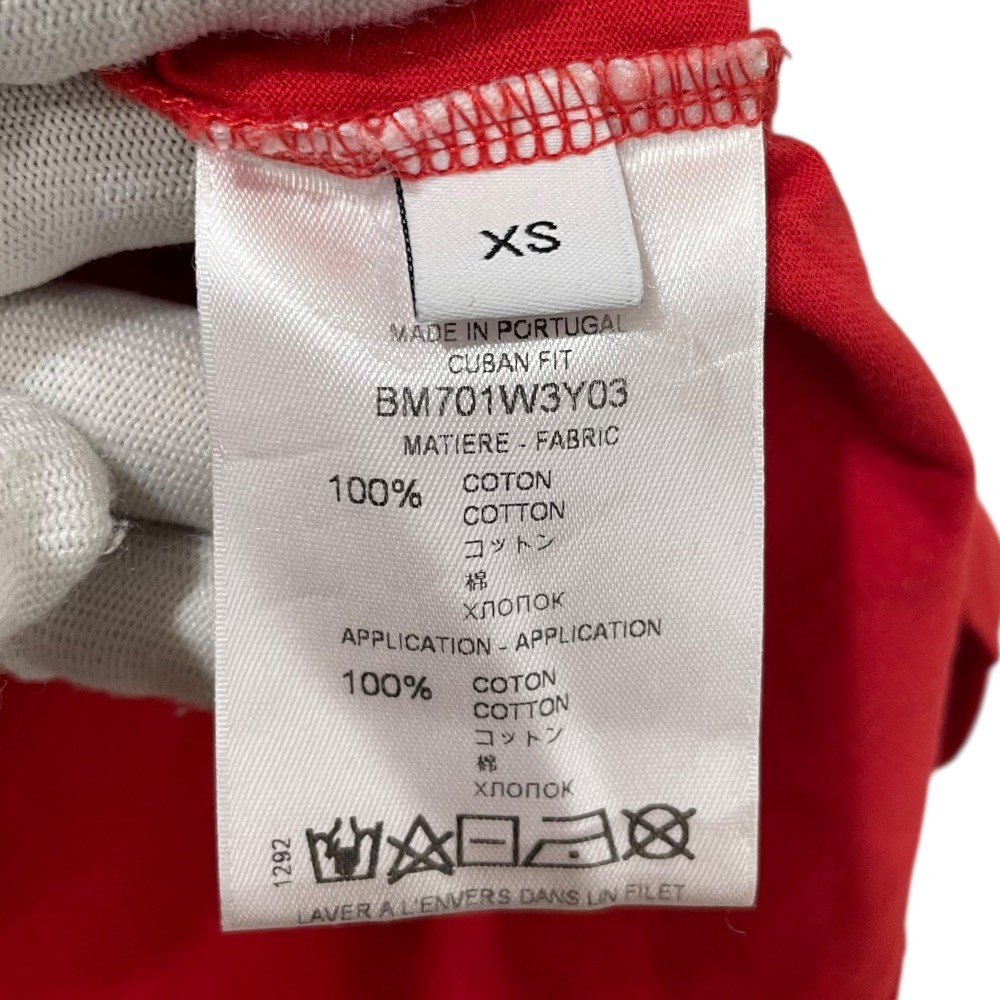 XS
MADE IN PORTUGAL
CUBAN FIT
BM701W3Y03
MATIERE - FABRIC
100% COTON
COTTON
コットン
棉
ХЛОПОК
APPLICATION - APPLICATION
100% COTON
COTTON
コットン
棉
ХЛОПОК
1292
LAVER A L'ENVERS DANS UN FILET